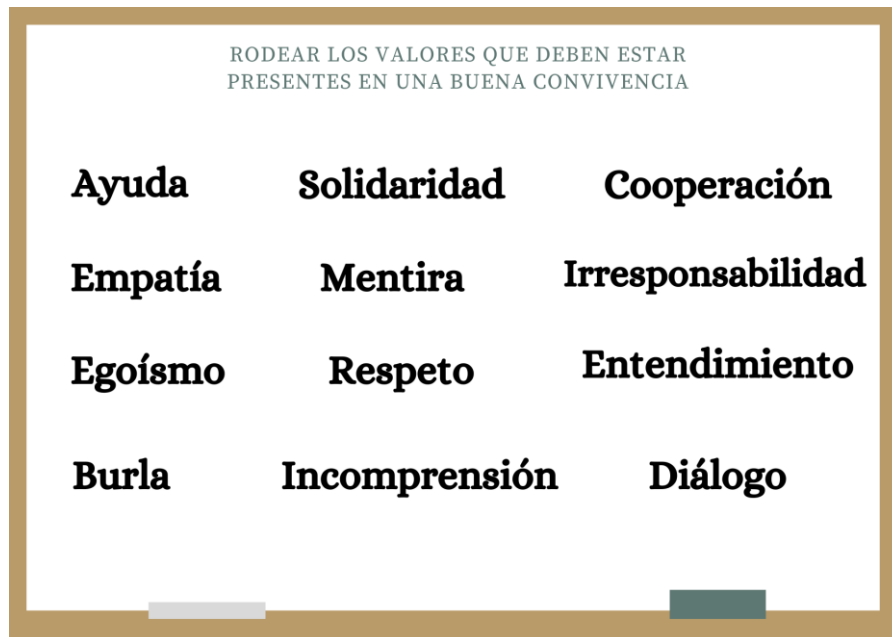 RODEAR LOS VALORES QUE DEBEN ESTAR
PRESENTES EN UNA BUENA CONVIVENCIA
Ayuda Solidaridad Cooperación
Empatía Mentira Irresponsabilidad
Egoísmo Respeto Entendimiento
Burla Incomprensión Diálogo